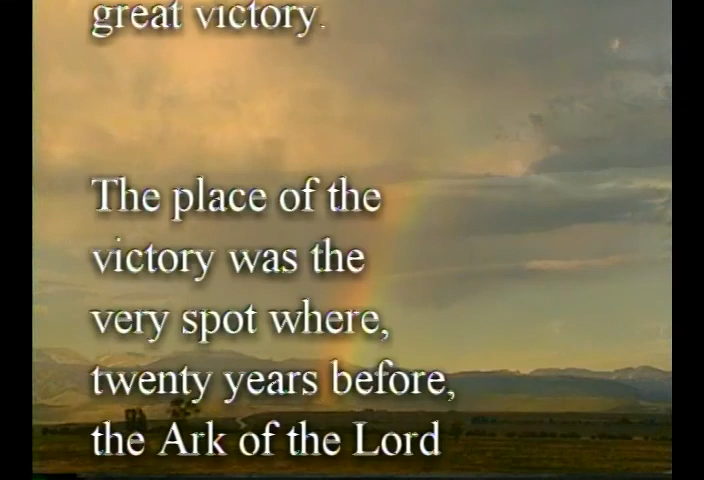 great victory.
The place of the
victory was the
very spot where,
twenty years before,
the Ark of the Lord